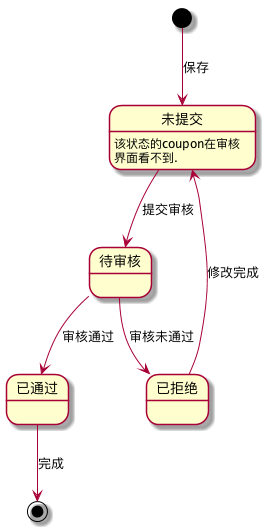 保存
未提交
该状态的coupon在审核
界面看不到.
提交审核
待审核
修改完成
审核通过
审核未通过
已通过
已拒绝
完成